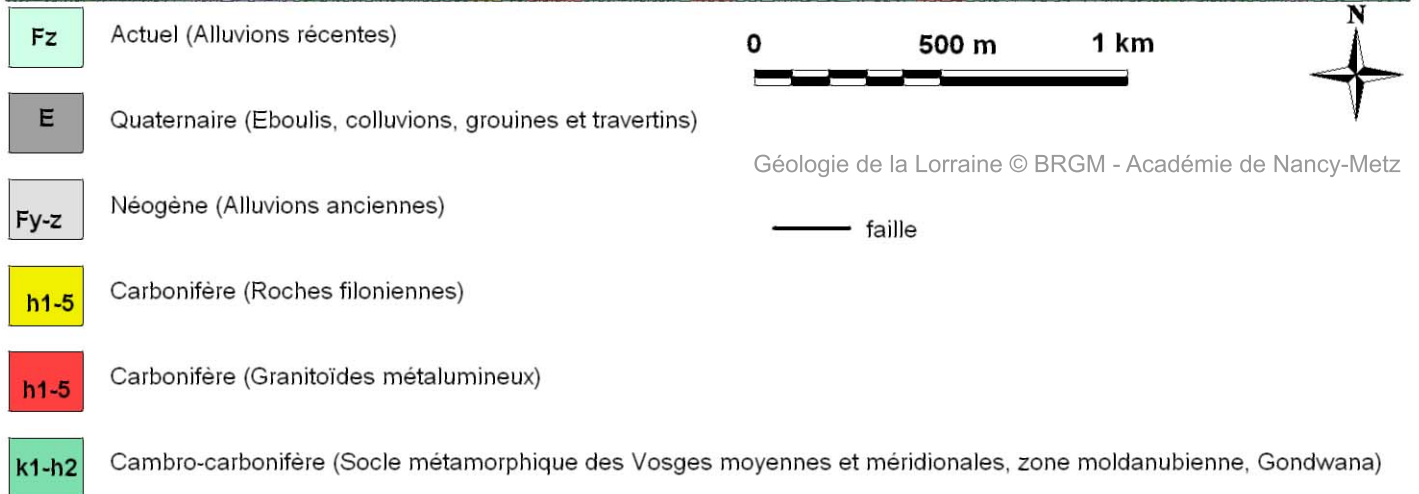 Fz Actuel (Alluvions récentes)
0 500 m 1 km
N
E Quaternaire (Eboulis, colluvions, grouines et travertins)
Géologie de la Lorraine © BRGM - Académie de Nancy-Metz
Fy-z Néogène (Alluvions anciennes)
faille
h1-5 Carbonifère (Roches filoniennes)
h1-5 Carbonifère (Granitoïdes métalumineux)
k1-h2 Cambro-carbonifère (Socle métamorphique des Vosges moyennes et méridionales, zone moldanubienne, Gondwana)